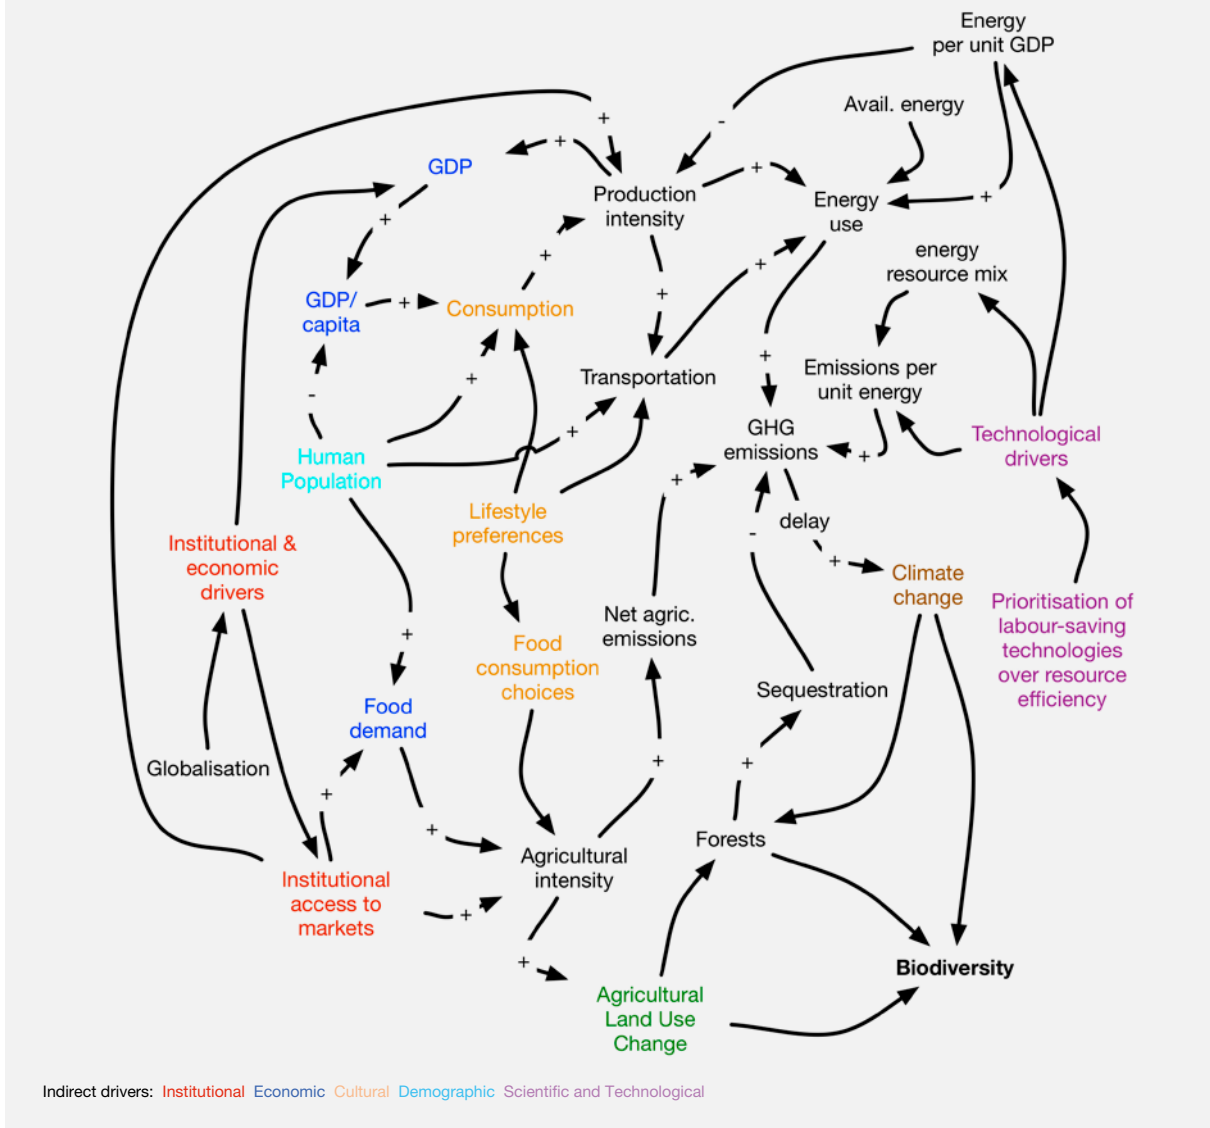 Energy
per unit GDP
Avail. energy
+
-
+
GDP
+
Production
intensity
+
Energy
use
+
+
energy
resource mix
+
+
GDP/
capita
+
Consumption
+
+
Transportation
Emissions per
unit energy
-
+
+
GHG
emissions
+
Technological
drivers
Human
Population
+
Lifestyle
preferences
delay
-
+
Institutional &
economic
drivers
Climate
change
Prioritisation of
labour-saving
technologies
over resource
efficiency
Net agric.
emissions
+
Food
consumption
choices
Sequestration
Food
demand
Globalisation
+
+
+
+
Forests
Agricultural
intensity
Institutional
access to
markets
+
+
Biodiversity
Agricultural
Land Use
Change
Indirect drivers: Institutional Economic Cultural Demographic Scientific and Technological